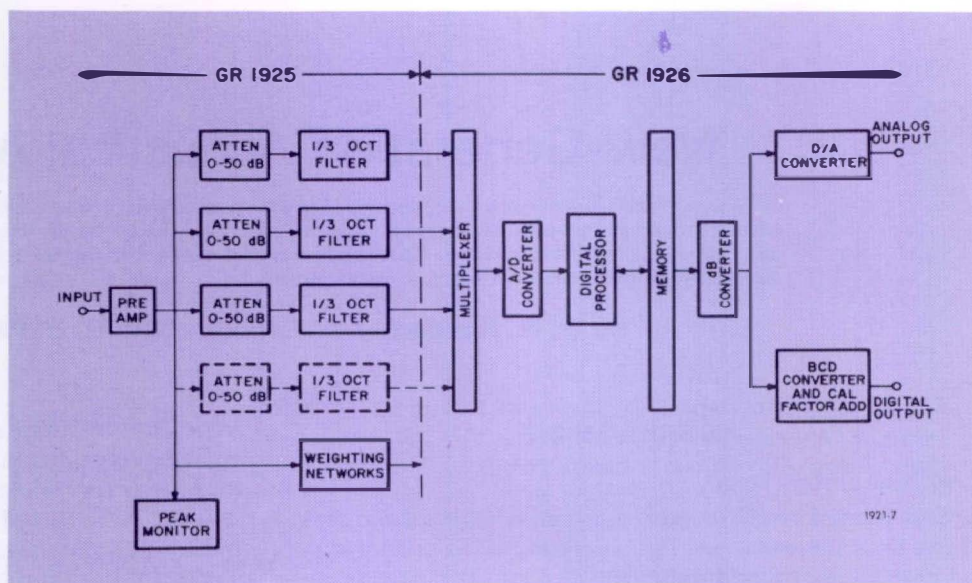 GR 1925
GR 1926
ATTEN
0-50 dB
1/3 OCT
FILTER
ATTEN
0-50 dB
1/3 OCT
FILTER
INPUT
PRE
AMP
ATTEN
0-50 dB
1/3 OCT
FILTER
ATTEN
0-50 dB
1/3 OCT
FILTER
WEIGHTING
NETWORKS
PEAK
MONITOR
MULTIPLEXER
A/D
CONVERTER
DIGITAL
PROCESSOR
MEMORY
dB
CONVERTER
D/A
CONVERTER
ANALOG
OUTPUT
BCD
CONVERTER
AND CAL
FACTOR ADD
DIGITAL
OUTPUT
1921-7